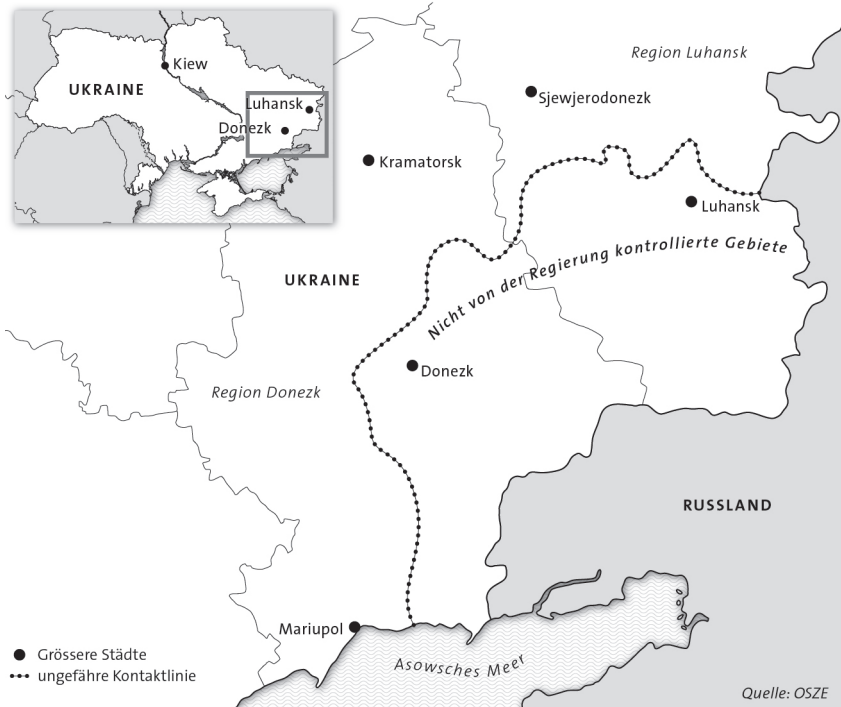 Kiew
UKRAINE
Luhansk
Donezk
Region Luhansk
Sjewjerodonezk
Kramatorsk
Luhansk
Nicht von der Regierung kontrollierte Gebiete
UKRAINE
Donezk
Region Donezk
RUSSLAND
Mariupol
Asowsches Meer
Grössere Städte
ungefähre Kontaktlinie
Quelle: OSZE